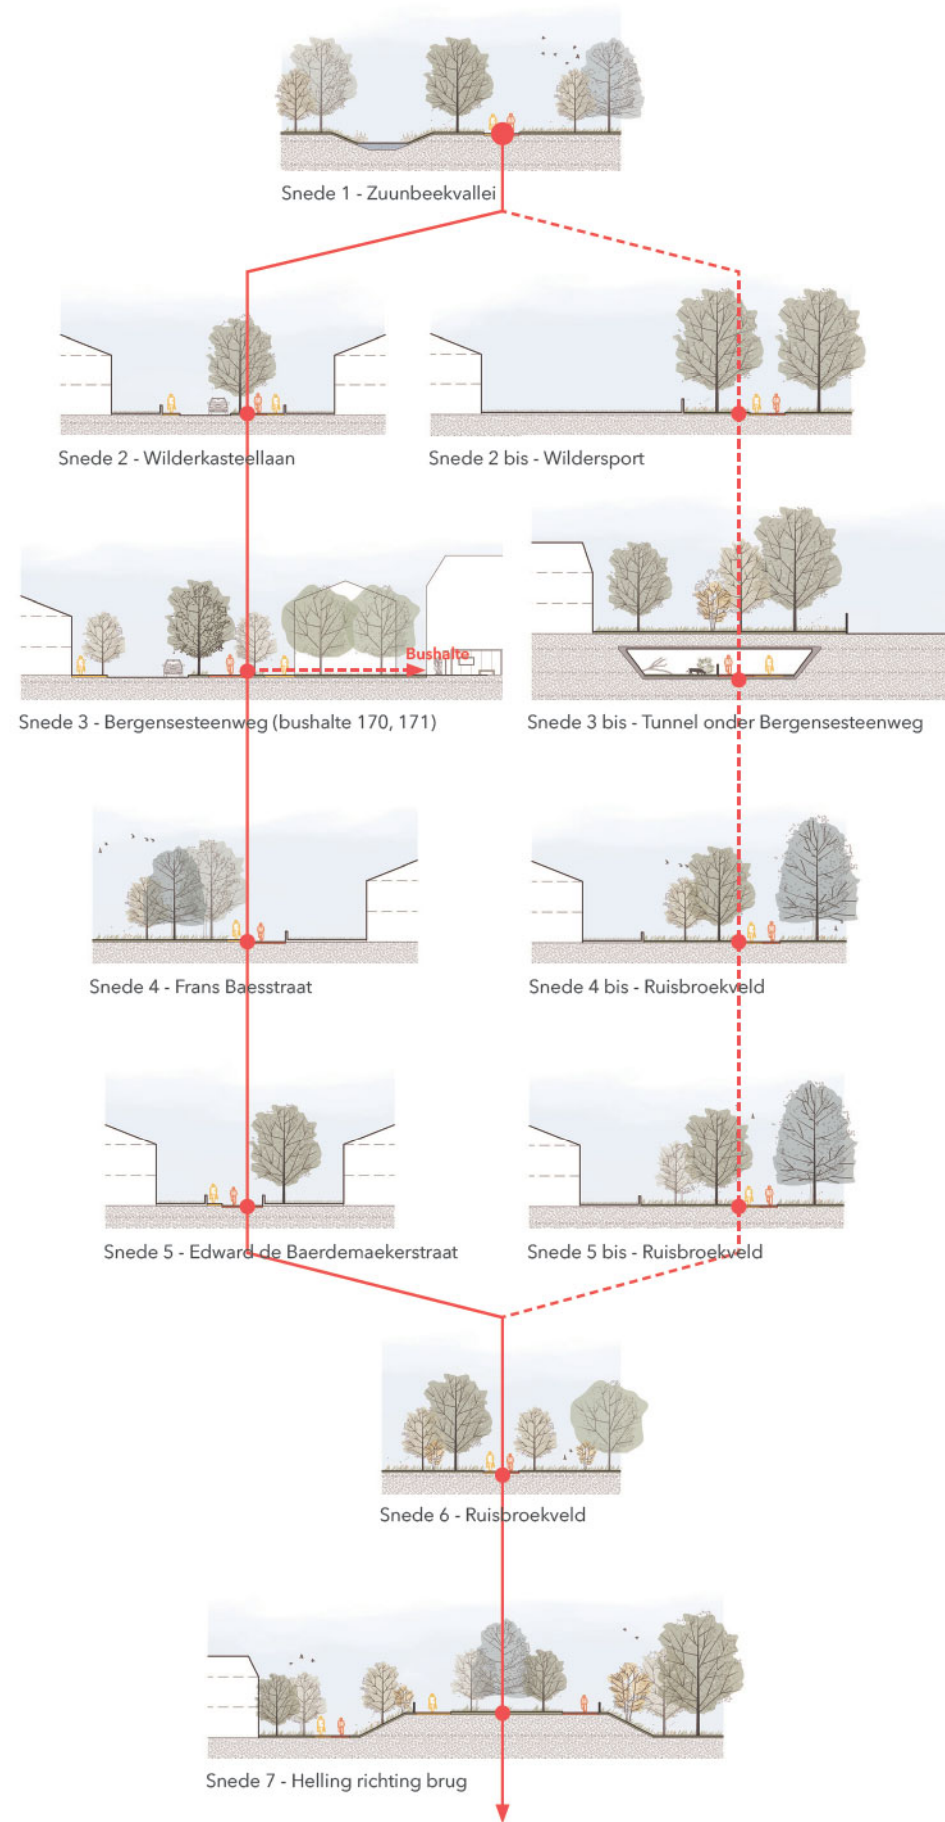 Snede 1 - Zuunbeekvallei
Snede 2 - Wilderkasteellaan
Snede 2 bis - Wildersport
Bushalte
Snede 3 - Bergensesteenweg (bushalte 170, 171)
Snede 3 bis - Tunnel onder Bergensesteenweg
Snede 4 - Frans Baesstraat
Snede 4 bis - Ruisbroekveld
Snede 5 - Edward de Baerdemaekerstraat
Snede 5 bis - Ruisbroekveld
Snede 6 - Ruisbroekveld
Snede 7 - Helling richting brug